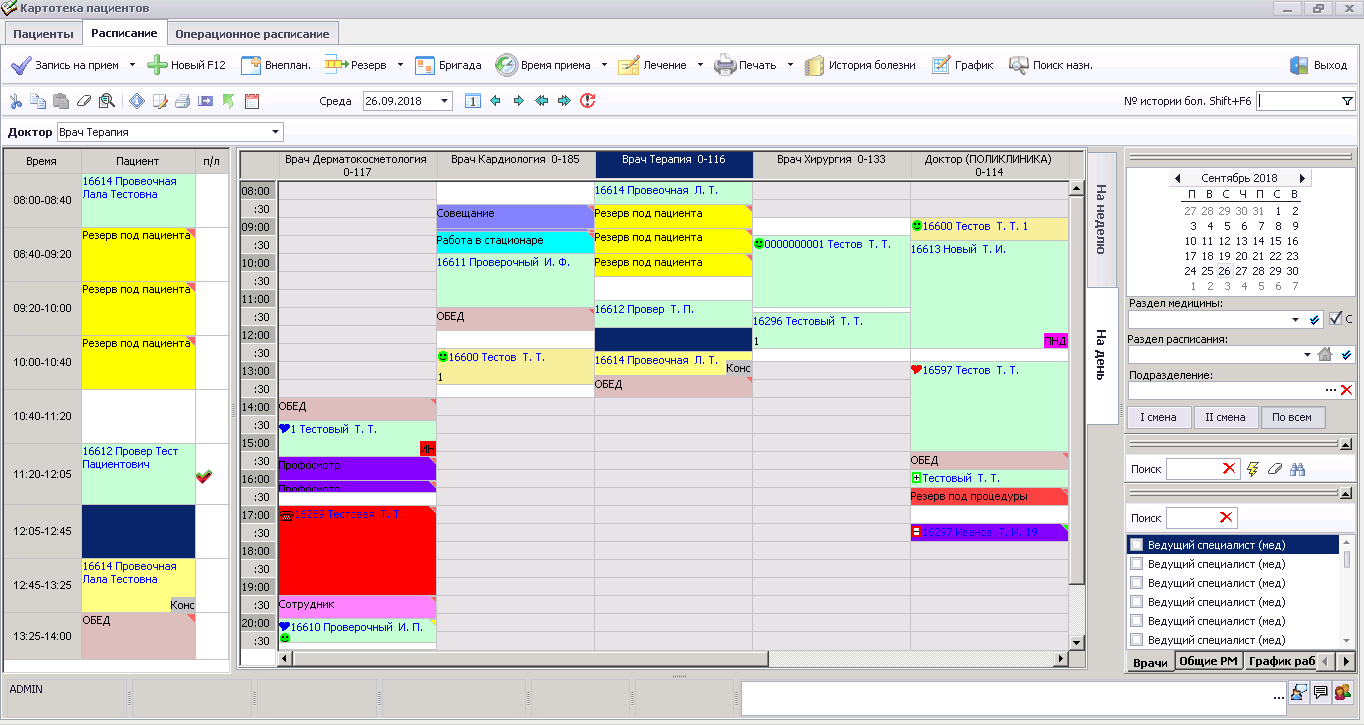 Картотека пациентов
Пациенты Расписание Операционное расписание
Запись на прием Новый F12 Внеплан. Резерв Бригада Время приема Лечение Печать История болезни График Поиск назн. Выход
Среда 26.09.2018 1 № истории бол. Shift+F6
Доктор Врач Терапия
Время Пациент п/л
08:00-08:40 16614 Провеочная
Лала Тестовна
08:40-09:20 Резерв под пациента
09:20-10:00 Резерв под пациента
10:00-10:40 Резерв под пациента
10:40-11:20
11:20-12:05 16612 Провер Тест
Пациентович
12:05-12:45
12:45-13:25 16614 Провеочная
Лала Тестовна
Конс
13:25-14:00 ОБЕД
Врач Дерматокосметология
0-117
Врач Кардиология 0-185
Врач Терапия 0-116
Врач Хирургия 0-133
Доктор (ПОЛИКЛИНИКА)
0-114
08:00
:30
09:00
:30
10:00
:30
11:00
:30
12:00
:30
13:00
:30
14:00
:30
15:00
:30
16:00
:30
17:00
:30
18:00
:30
19:00
:30
20:00
:30
ОБЕД
1 Тестовый Т. Т.
ИН
Профосмотр
Профосмотр
16299 Тестовая Т. Т.
Сотрудник
16610 Проверочный И. П.
Совещание
Работа в стационаре
16611 Проверочный И. Ф.
ОБЕД
16600 Тестов Т. Т.
1
16614 Провеочная Л. Т.
Резерв под пациента
Резерв под пациента
Резерв под пациента
16612 Провер Т. П.
16614 Провеочная Л. Т.
Конс
ОБЕД
0000000001 Тестов Т. Т.
16296 Тестовый Т. Т.
1
16600 Тестов Т. Т. 1
16613 Новый Т. И.
ПНД
16597 Тестов Т. Т.
ОБЕД
Тестовый Т. Т.
Резерв под процедуры
16297 Иванов Т. И. 19
На неделю
На день
Сентябрь 2018
П В С Ч П С В
27 28 29 30 31 1 2
3 4 5 6 7 8 9
10 11 12 13 14 15 16
17 18 19 20 21 22 23
24 25 26 27 28 29 30
1 2 3 4 5 6 7
Раздел медицины:
С
Раздел расписания:
Подразделение:
I смена II смена По всем
Поиск
Поиск
Ведущий специалист (мед)
Ведущий специалист (мед)
Ведущий специалист (мед)
Ведущий специалист (мед)
Ведущий специалист (мед)
Ведущий специалист (мед)
Врачи Общие РМ График раб
ADMIN